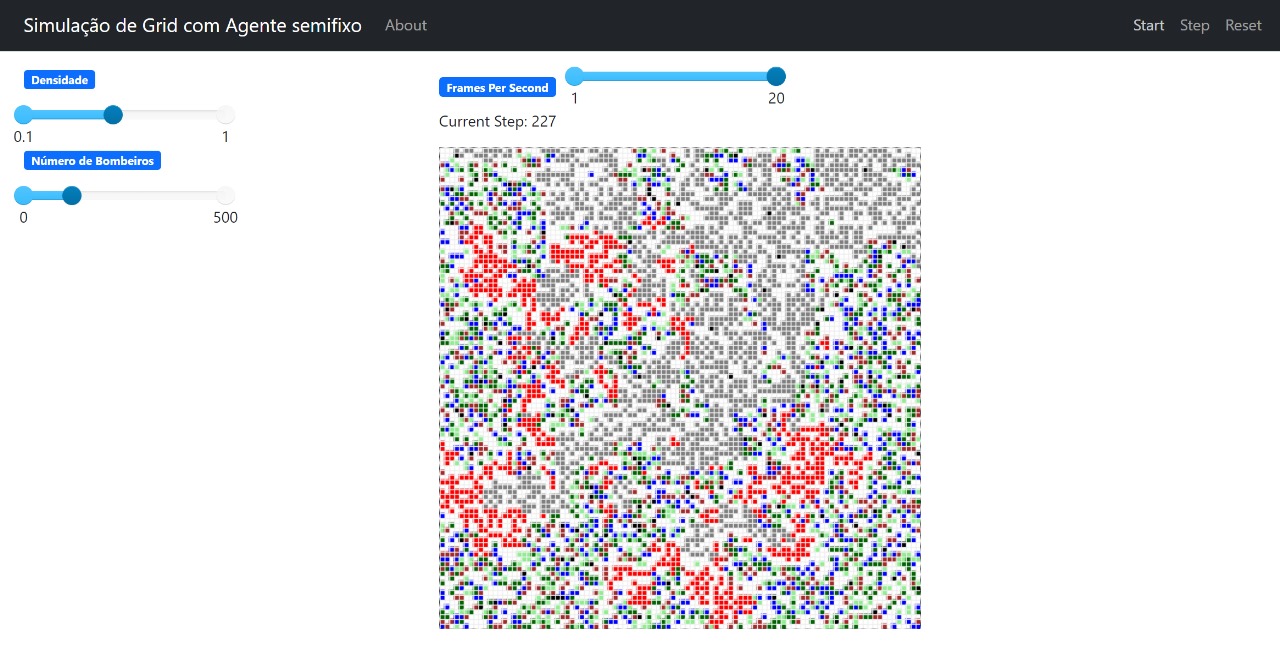 Simulação de Grid com Agente semifixo About Start Step Reset
Densidade
0.1 1
Número de Bombeiros
0 500
Frames Per Second
1 20
Current Step: 227